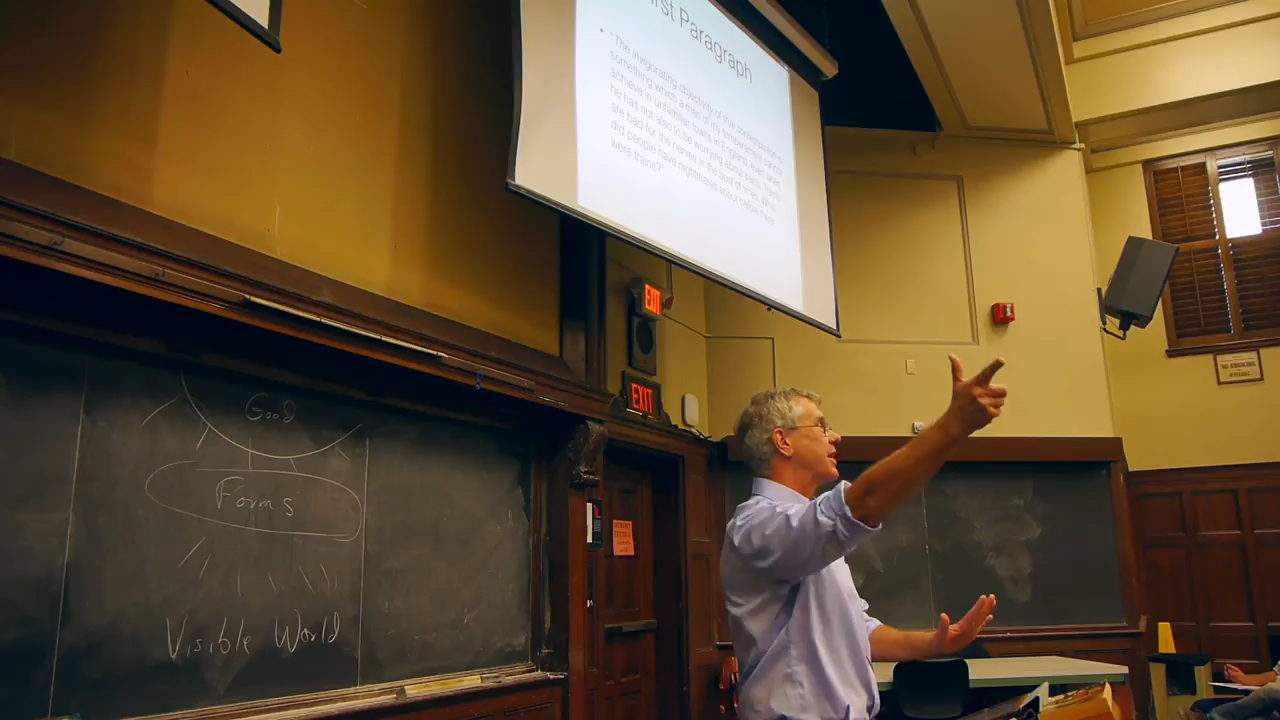 First Paragraph
• "The invigorating objectivity of true contemplation is
something which a man of my temperament cannot
achieve in unfamiliar towns in England, even when
he has not also to be worrying about trains. Trains
are bad for the nerves at the best of times. What
did people have nightmares about before there
were trains?"
EXIT
EXIT
Good
Forms
Visible World